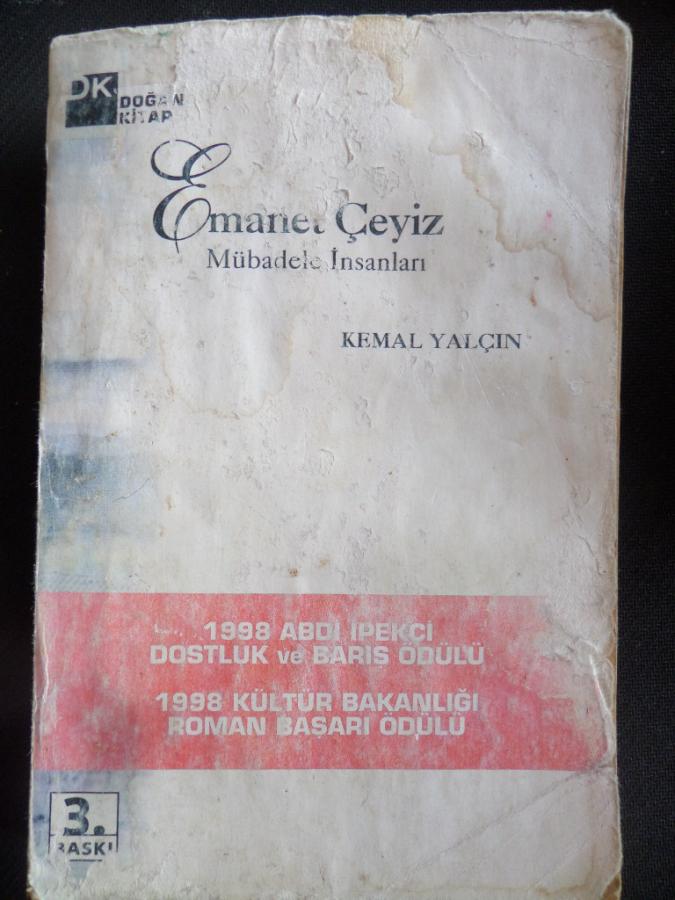 DK
DOĞAN
KİTAP
Emanet Çeyiz
Mübadele İnsanları
KEMAL YALÇIN
1998 ABDİ İPEKÇİ
DOSTLUK ve BARIŞ ÖDÜLÜ
1998 KÜLTÜR BAKANLIĞI
ROMAN BAŞARI ÖDÜLÜ
3.
BASKI